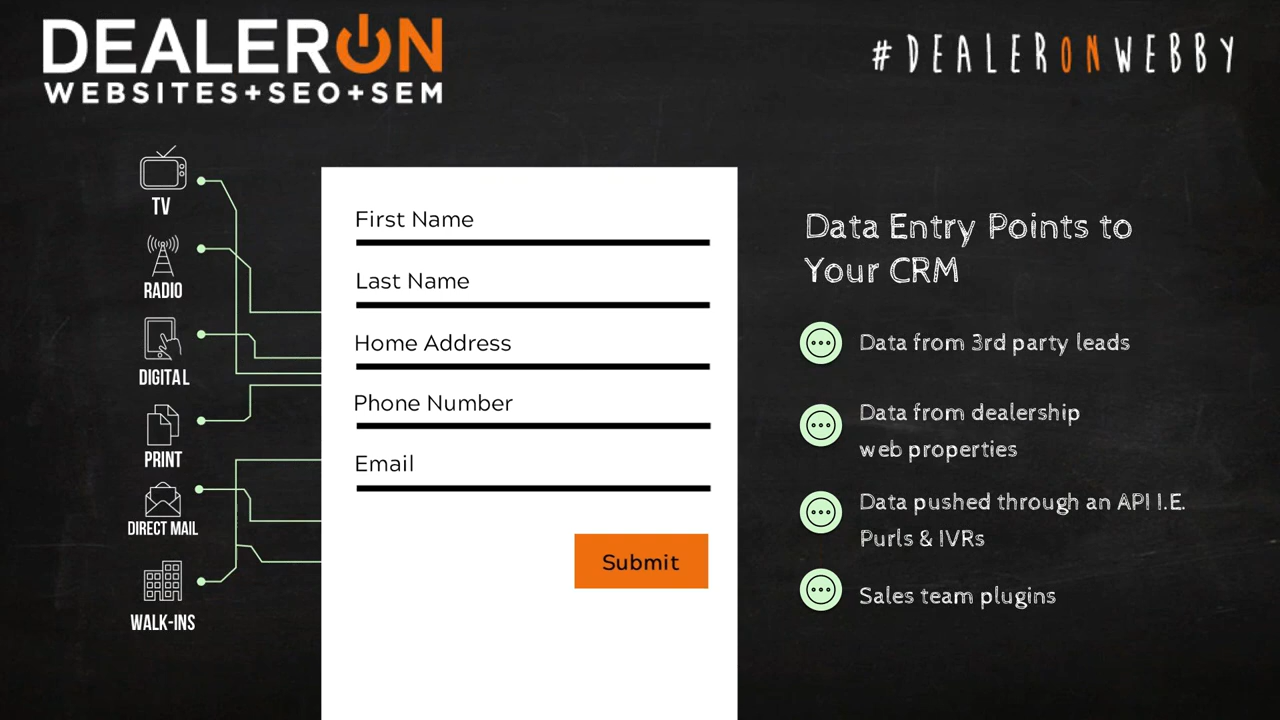 DEALERON
WEBSITES+SEO+SEM
#DEALERONWEBBY
TV
RADIO
DIGITAL
PRINT
DIRECT MAIL
WALK-INS
First Name
Last Name
Home Address
Phone Number
Email
Submit
Data Entry Points to
Your CRM
Data from 3rd party leads
Data from dealership
web properties
Data pushed through an API I.E.
Purls & IVRs
Sales team plugins